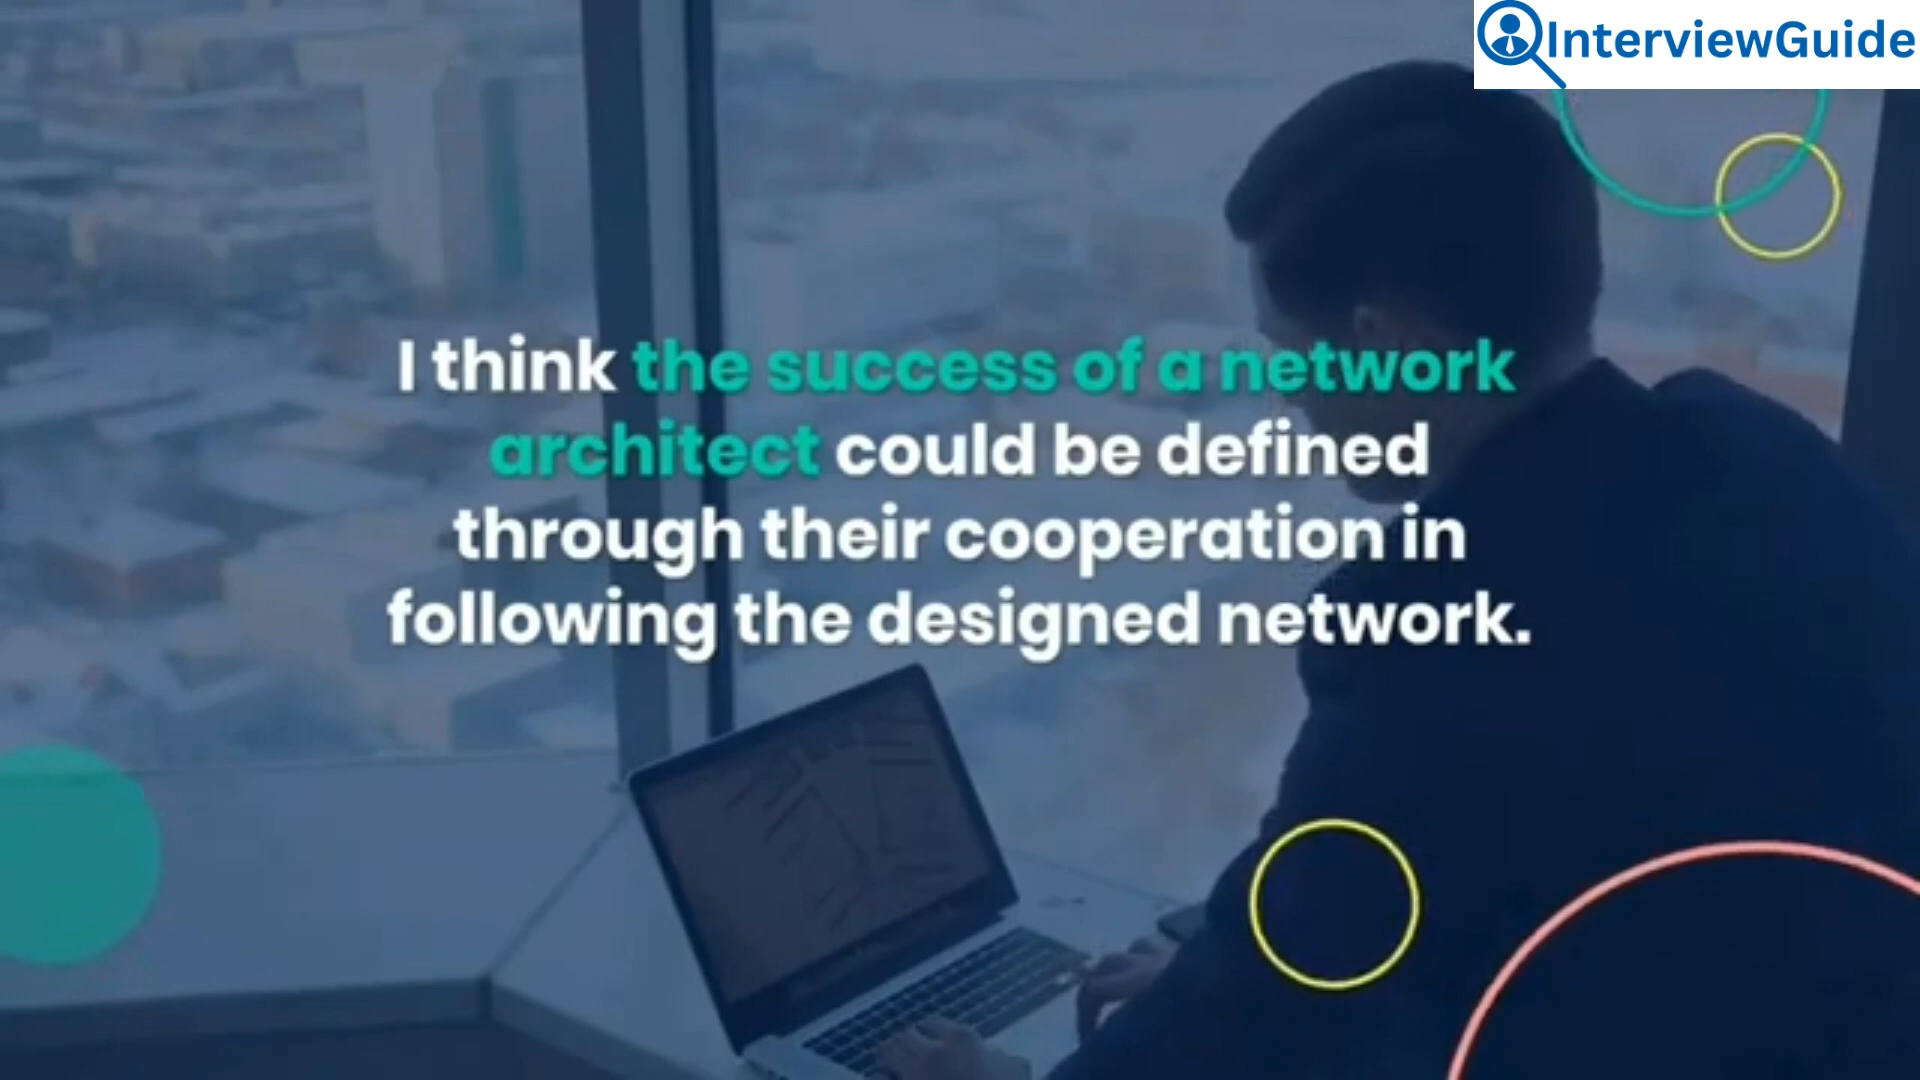 InterviewGuide
I think the success of a network
architect could be defined
through their cooperation in
following the designed network.